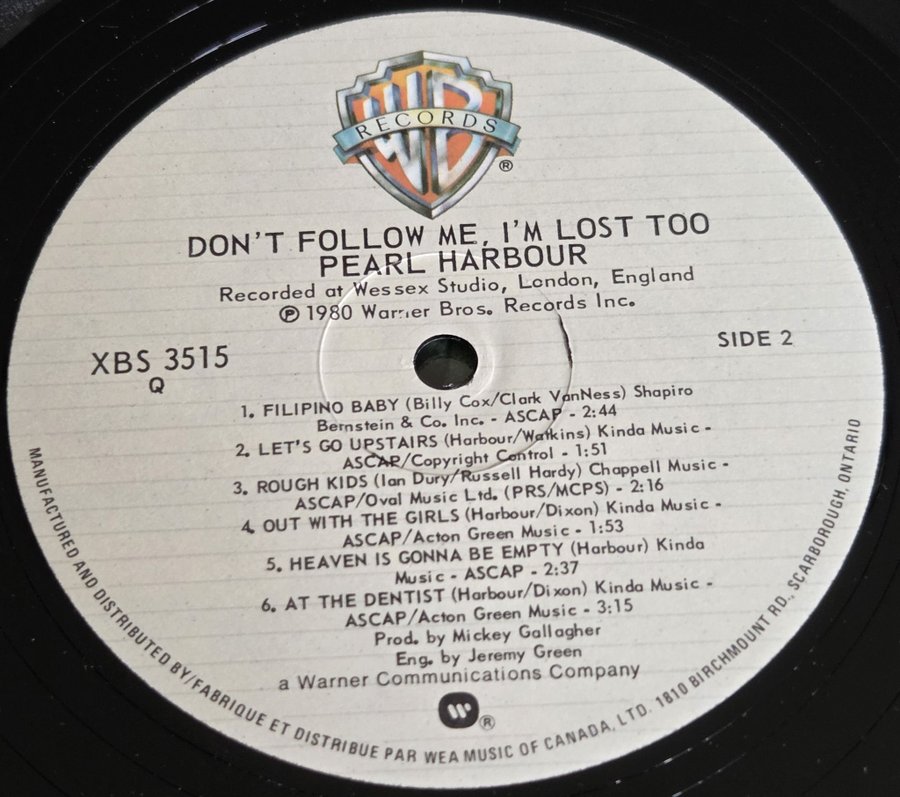 WB
RECORDS
®
DON'T FOLLOW ME, I'M LOST TOO
PEARL HARBOUR
Recorded at Wessex Studio, London, England
℗ 1980 Warner Bros. Records Inc.
XBS 3515
Q
SIDE 2
1. FILIPINO BABY (Billy Cox/Clark VanNess) Shapiro
Bernstein & Co. Inc. - ASCAP - 2:44
2. LET'S GO UPSTAIRS (Harbour/Watkins) Kinda Music -
ASCAP/Copyright Control - 1:51
3. ROUGH KIDS (Ian Dury/Russell Hardy) Chappell Music -
ASCAP/Oval Music Ltd. (PRS/MCPS) - 2:16
4. OUT WITH THE GIRLS (Harbour/Dixon) Kinda Music -
ASCAP/Acton Green Music - 1:53
5. HEAVEN IS GONNA BE EMPTY (Harbour) Kinda
Music - ASCAP - 2:37
6. AT THE DENTIST (Harbour/Dixon) Kinda Music -
ASCAP/Acton Green Music - 3:15
Prod. by Mickey Gallagher
Eng. by Jeremy Green
a Warner Communications Company
®
MANUFACTURED AND DISTRIBUTED BY/FABRIQUE ET DISTRIBUE PAR WEA MUSIC OF CANADA, LTD. 1810 BIRCHMOUNT RD., SCARBOROUGH, ONTARIO